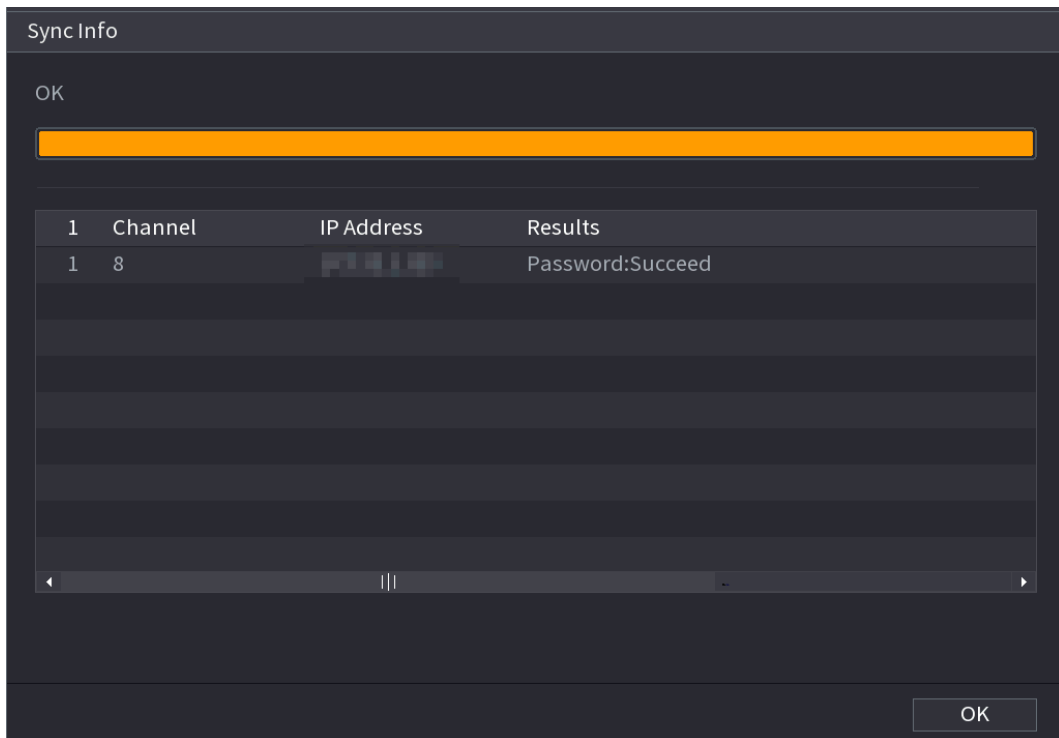 Sync Info
OK
1 Channel IP Address Results
1 8 Password:Succeed
OK